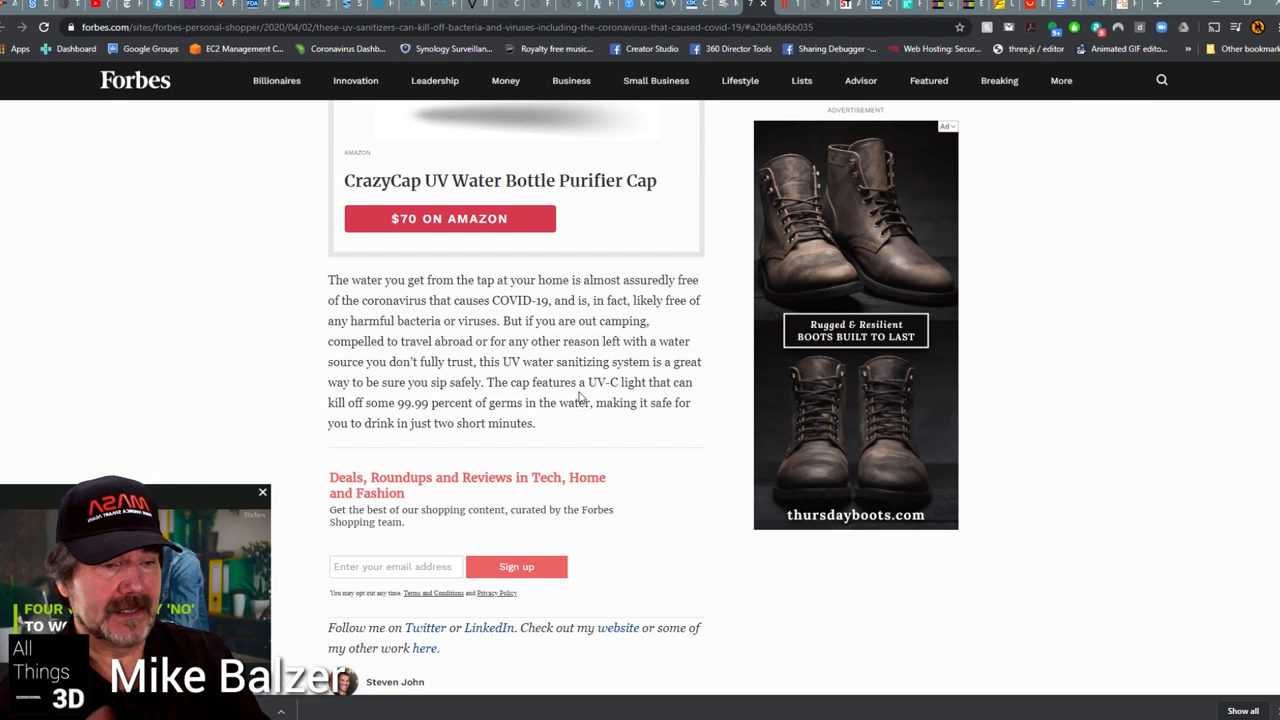 forbes.com/sites/forbes-personal-shopper/2020/04/02/these-uv-sanitizers-can-kill-off-bacteria-and-viruses-including-the-coronavirus-that-caused-covid-19/#a20de8d6b035
Apps Dashboard Google Groups EC2 Management C... Coronavirus Dashb... Synology Surveillan... Royalty free music... Creator Studio 360 Director Tools Sharing Debugger -... Web Hosting: Secur... three.js / editor Animated GIF edito... » Other bookmar
Forbes Billionaires Innovation Leadership Money Business Small Business Lifestyle Lists Advisor Featured Breaking More
ADVERTISEMENT
Ad
AMAZON
CrazyCap UV Water Bottle Purifier Cap
$70 ON AMAZON
The water you get from the tap at your home is almost assuredly free
of the coronavirus that causes COVID-19, and is, in fact, likely free of
any harmful bacteria or viruses. But if you are out camping,
compelled to travel abroad or for any other reason left with a water
source you don't fully trust, this UV water sanitizing system is a great
way to be sure you sip safely. The cap features a UV-C light that can
kill off some 99.99 percent of germs in the water, making it safe for
you to drink in just two short minutes.
Rugged & Resilient
BOOTS BUILT TO LAST
thursdayboots.com
Deals, Roundups and Reviews in Tech, Home
and Fashion
Get the best of our shopping content, curated by the Forbes
Shopping team.
Enter your email address Sign up
You may opt out any time. Terms and Conditions and Privacy Policy
Follow me on Twitter or LinkedIn. Check out my website or some of
my other work here.
Steven John
Forbes
FOUR 'NO'
TO
All
Things
3D
Mike Balzer
Show all